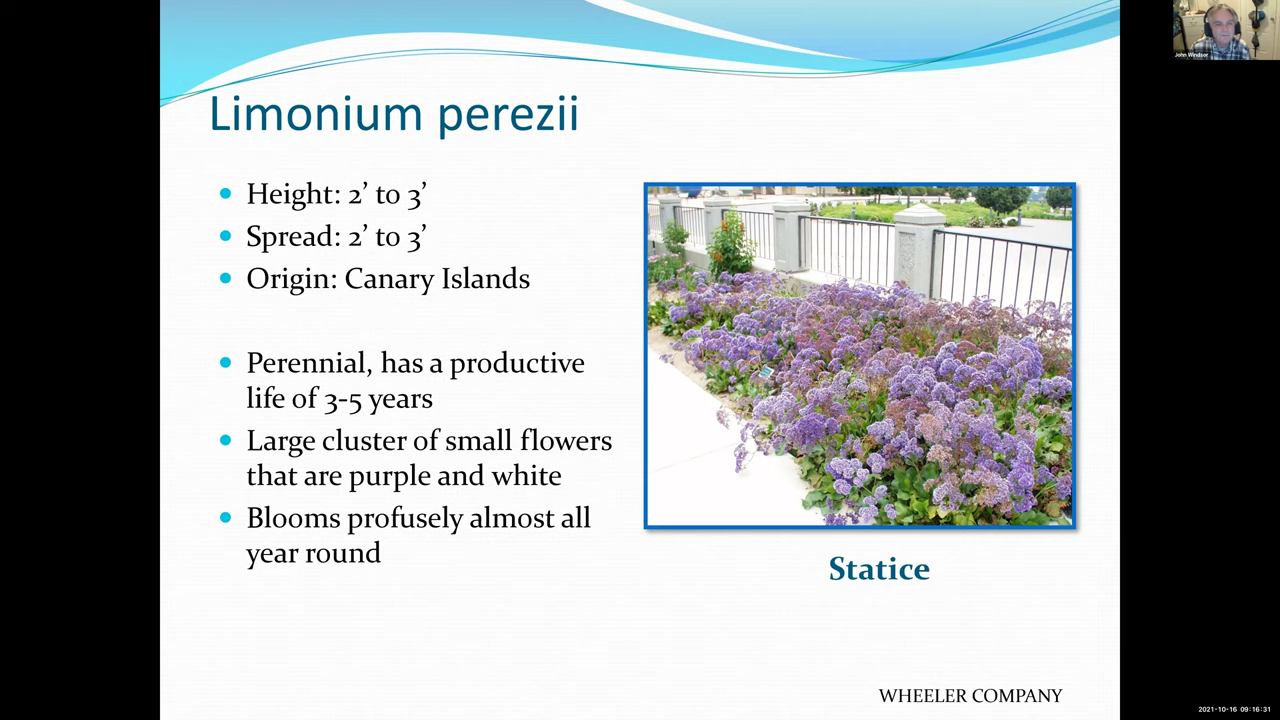 John Windsor
Limonium perezii
Height: 2’ to 3’
Spread: 2’ to 3’
Origin: Canary Islands
Perennial, has a productive
life of 3-5 years
Large cluster of small flowers
that are purple and white
Blooms profusely almost all
year round
Statice
WHEELER COMPANY
2021-10-16 09:16:31